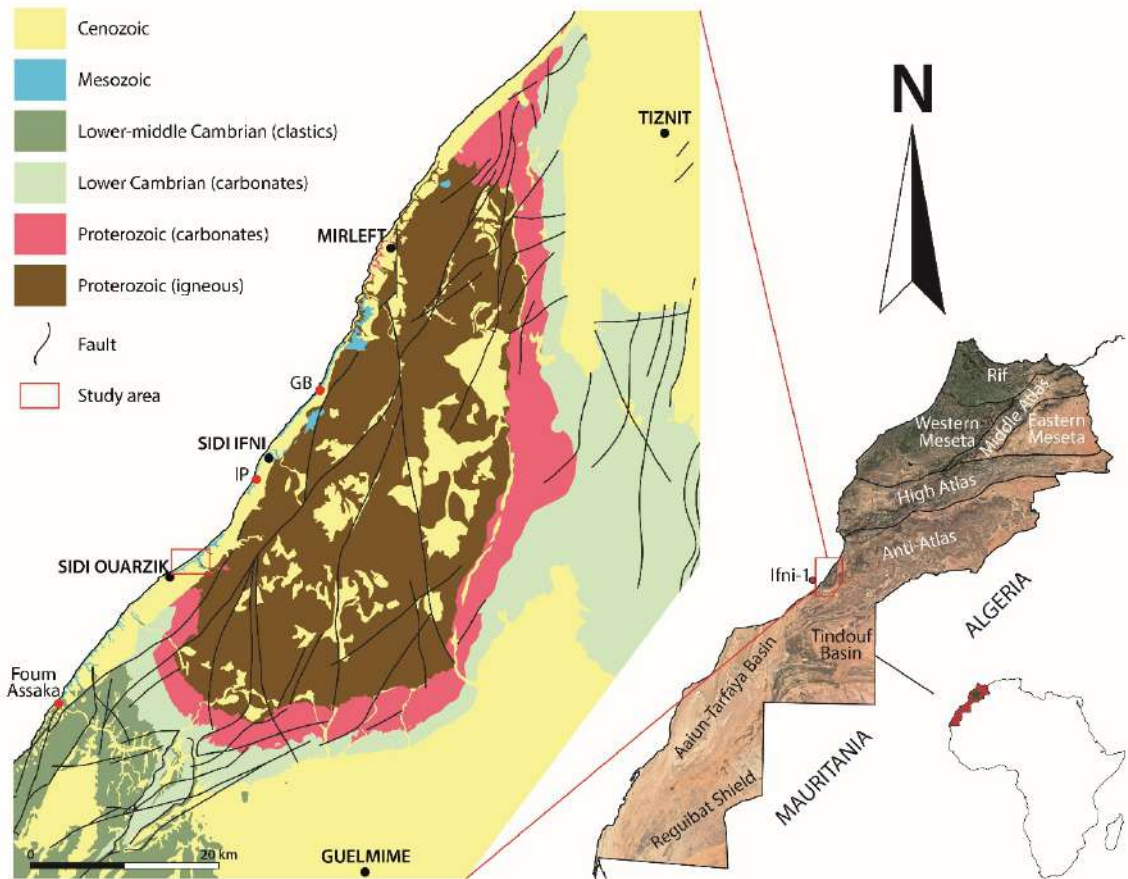 Cenozoic
Mesozoic
Lower-middle Cambrian (clastics)
Lower Cambrian (carbonates)
Proterozoic (carbonates)
Proterozoic (igneous)
Fault
Study area
TIZNIT
MIRLEFT
GB
SIDI IFNI
IP
SIDI OUARZIK
Foum
Assaka
0
20 km
GUELMIME
N
Rif
Middle Atlas
Western
Meseta
Eastern
Meseta
High Atlas
Anti-Atlas
Ifni-1
ALGERIA
Tindouf
Basin
Aaiun-Tarfaya Basin
MAURITANIA
Reguibat Shield